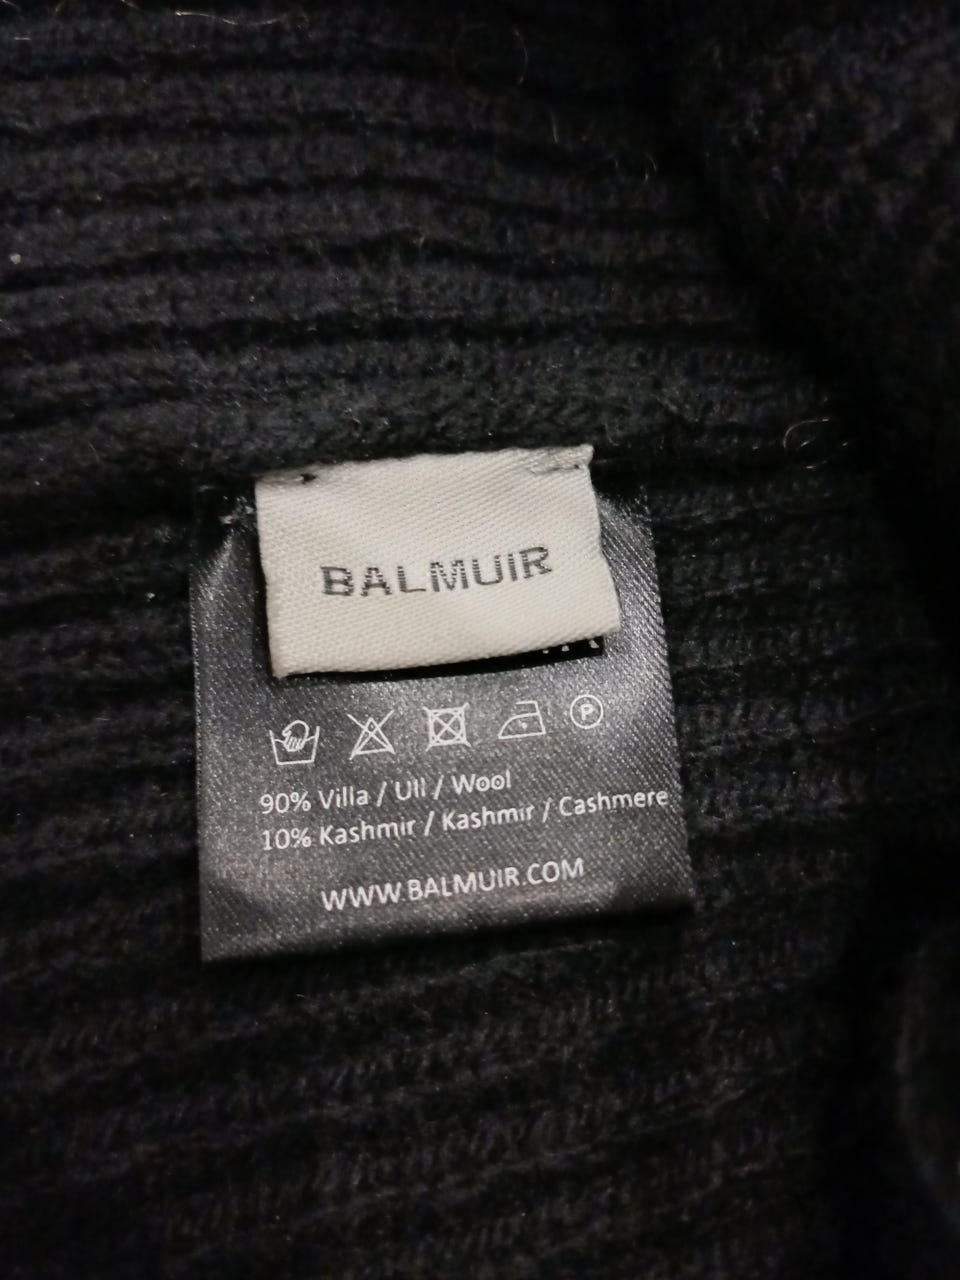 BALMUIR
P
90% Villa / Ull / Wool
10% Kashmir / Kashmir / Cashmere
WWW.BALMUIR.COM